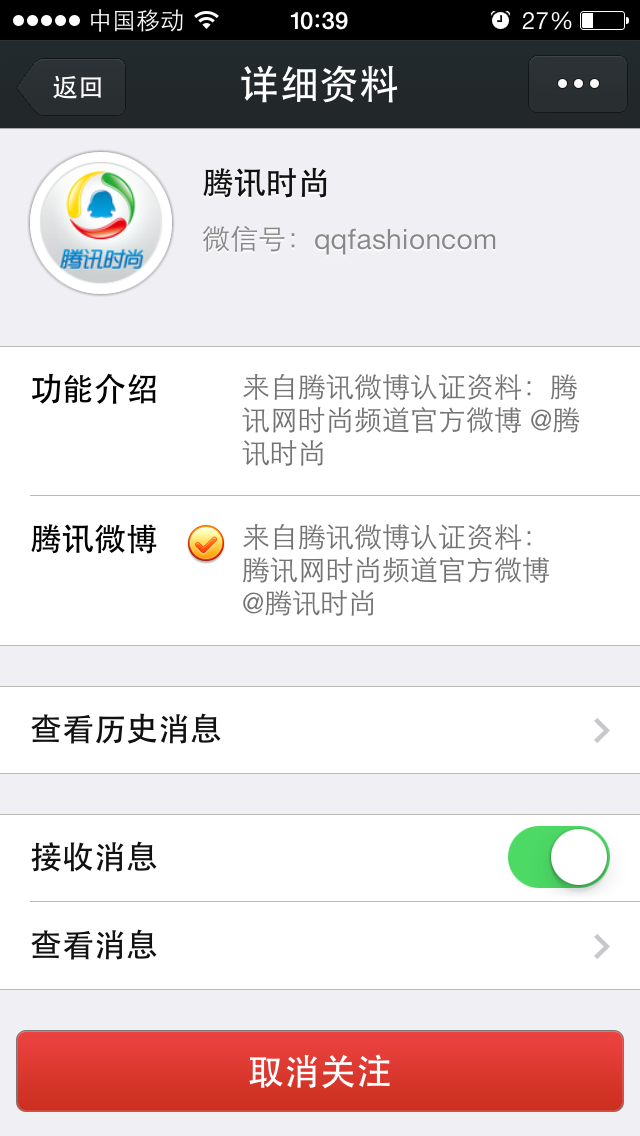 中国移动 10:39 27%
返回 详细资料
腾讯时尚
腾讯时尚
微信号：qqfashioncom
功能介绍
来自腾讯微博认证资料：腾
讯网时尚频道官方微博 @腾
讯时尚
腾讯微博
来自腾讯微博认证资料：
腾讯网时尚频道官方微博
@腾讯时尚
查看历史消息
接收消息
查看消息
取消关注